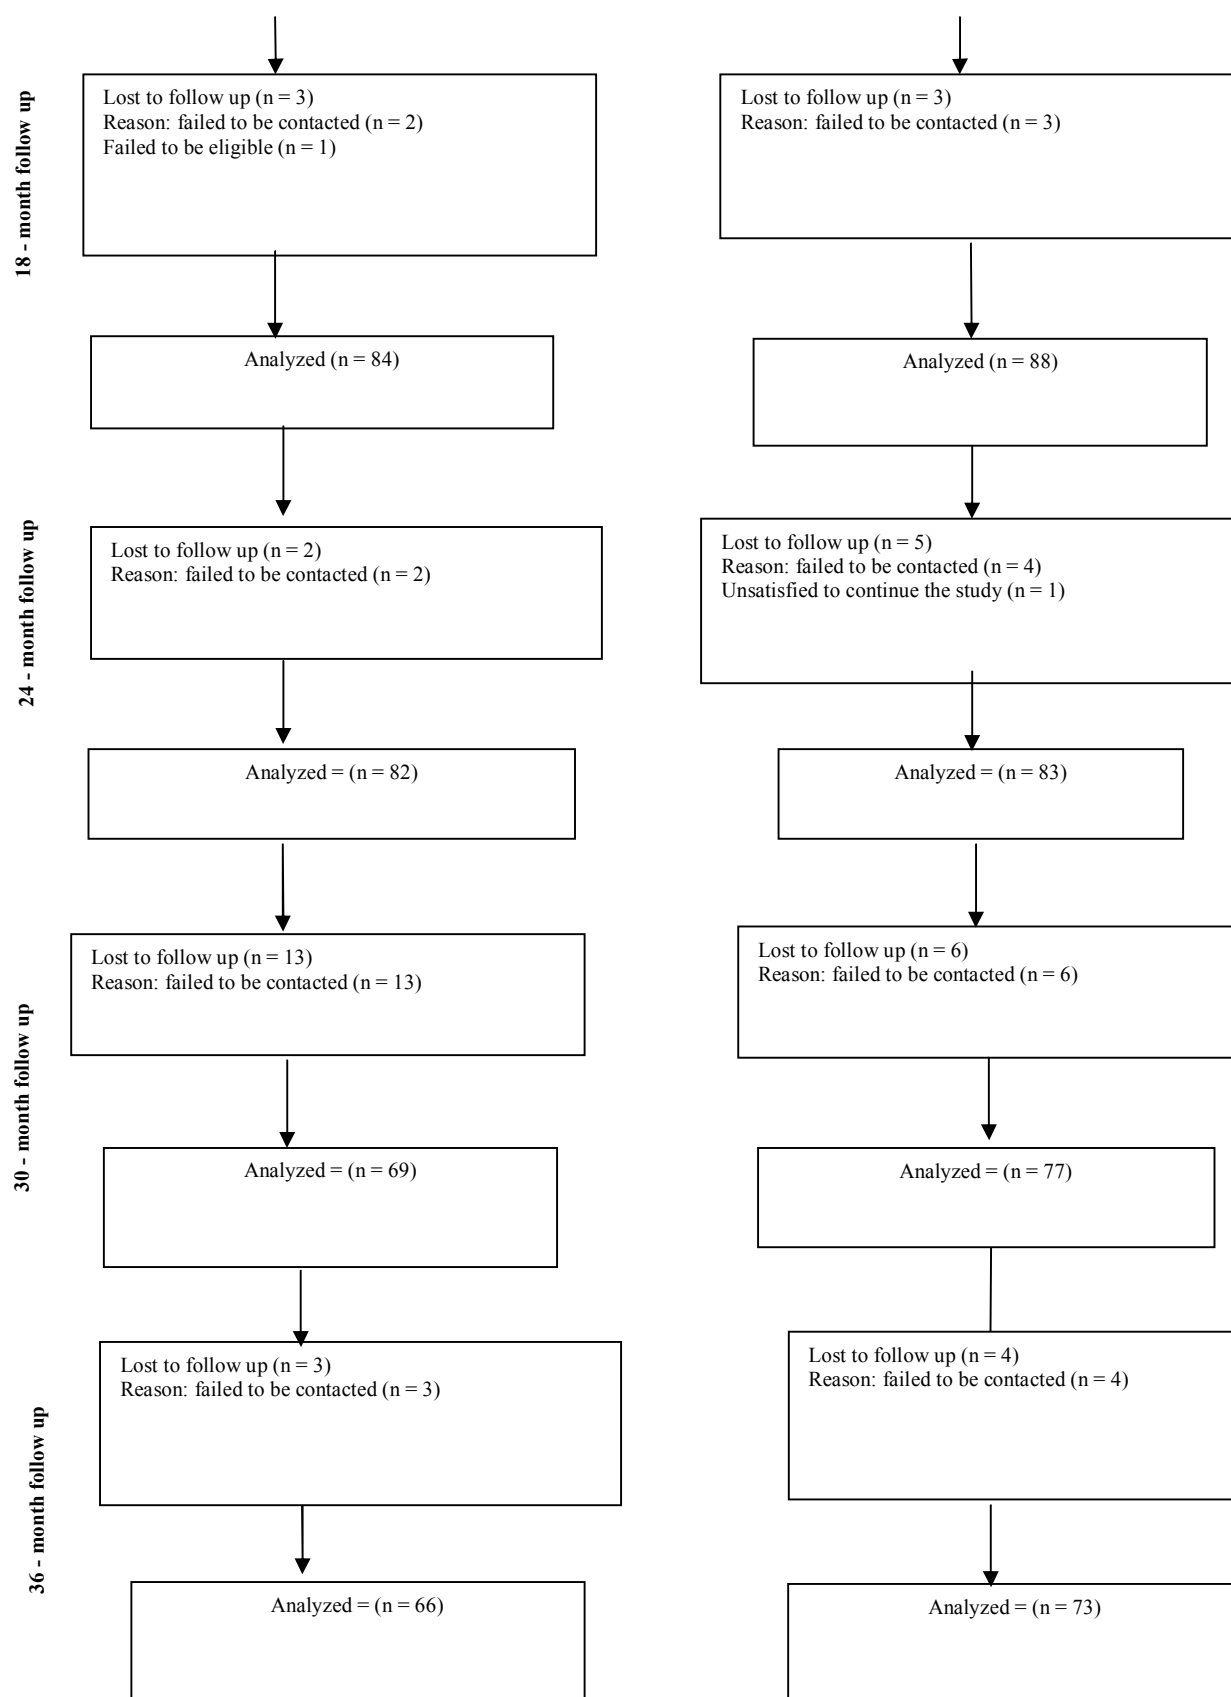 18 - month follow up
Lost to follow up (n = 3)
Reason: failed to be contacted (n = 2)
Failed to be eligible (n = 1)
Lost to follow up (n = 3)
Reason: failed to be contacted (n = 3)
Analyzed (n = 84)
Analyzed (n = 88)
24 - month follow up
Lost to follow up (n = 2)
Reason: failed to be contacted (n = 2)
Lost to follow up (n = 5)
Reason: failed to be contacted (n = 4)
Unsatisfied to continue the study (n = 1)
Analyzed = (n = 82)
Analyzed = (n = 83)
30 - month follow up
Lost to follow up (n = 13)
Reason: failed to be contacted (n = 13)
Lost to follow up (n = 6)
Reason: failed to be contacted (n = 6)
Analyzed = (n = 69)
Analyzed = (n = 77)
36 - month follow up
Lost to follow up (n = 3)
Reason: failed to be contacted (n = 3)
Lost to follow up (n = 4)
Reason: failed to be contacted (n = 4)
Analyzed = (n = 66)
Analyzed = (n = 73)